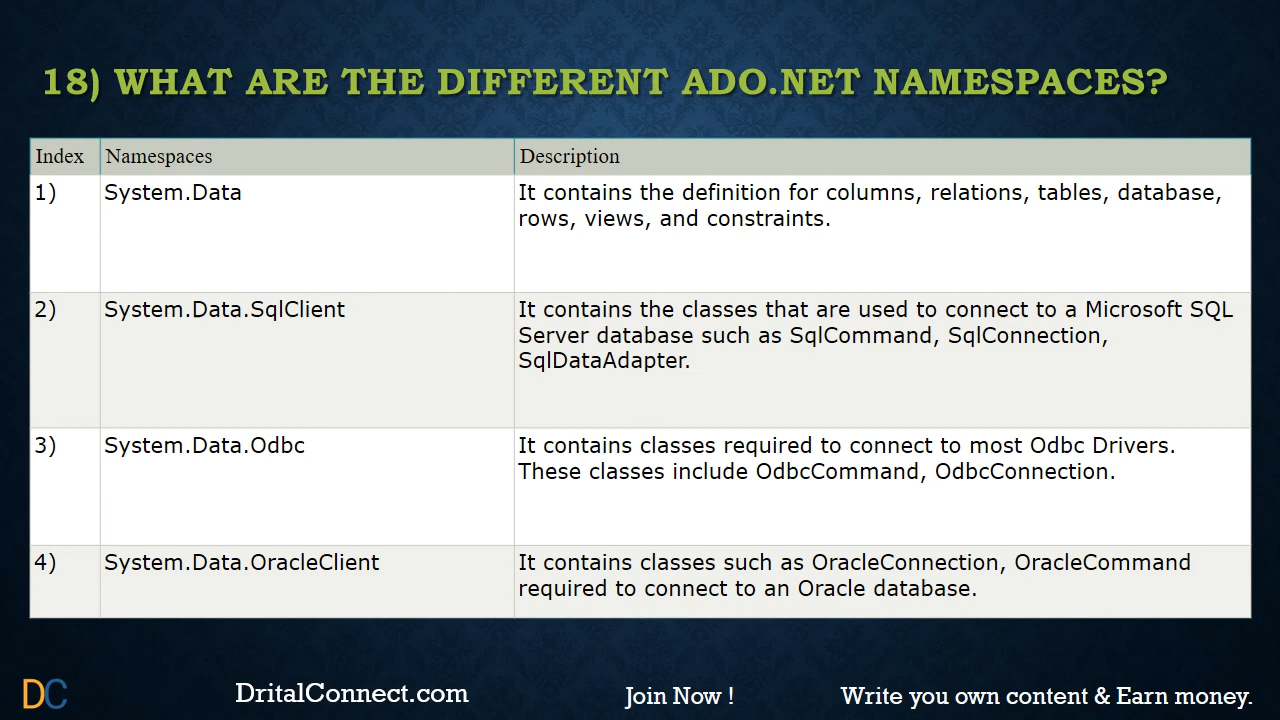 18) WHAT ARE THE DIFFERENT ADO.NET NAMESPACES?
Index Namespaces Description
1) System.Data It contains the definition for columns, relations, tables, database,
rows, views, and constraints.
2) System.Data.SqlClient It contains the classes that are used to connect to a Microsoft SQL
Server database such as SqlCommand, SqlConnection,
SqlDataAdapter.
3) System.Data.Odbc It contains classes required to connect to most Odbc Drivers.
These classes include OdbcCommand, OdbcConnection.
4) System.Data.OracleClient It contains classes such as OracleConnection, OracleCommand
required to connect to an Oracle database.
DC DritalConnect.com Join Now ! Write you own content & Earn money.